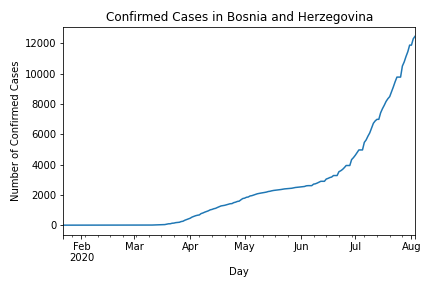 Confirmed Cases in Bosnia and Herzegovina
Number of Confirmed Cases
12000
10000
8000
6000
4000
2000
0
Feb Mar Apr May Jun Jul Aug
2020
Day